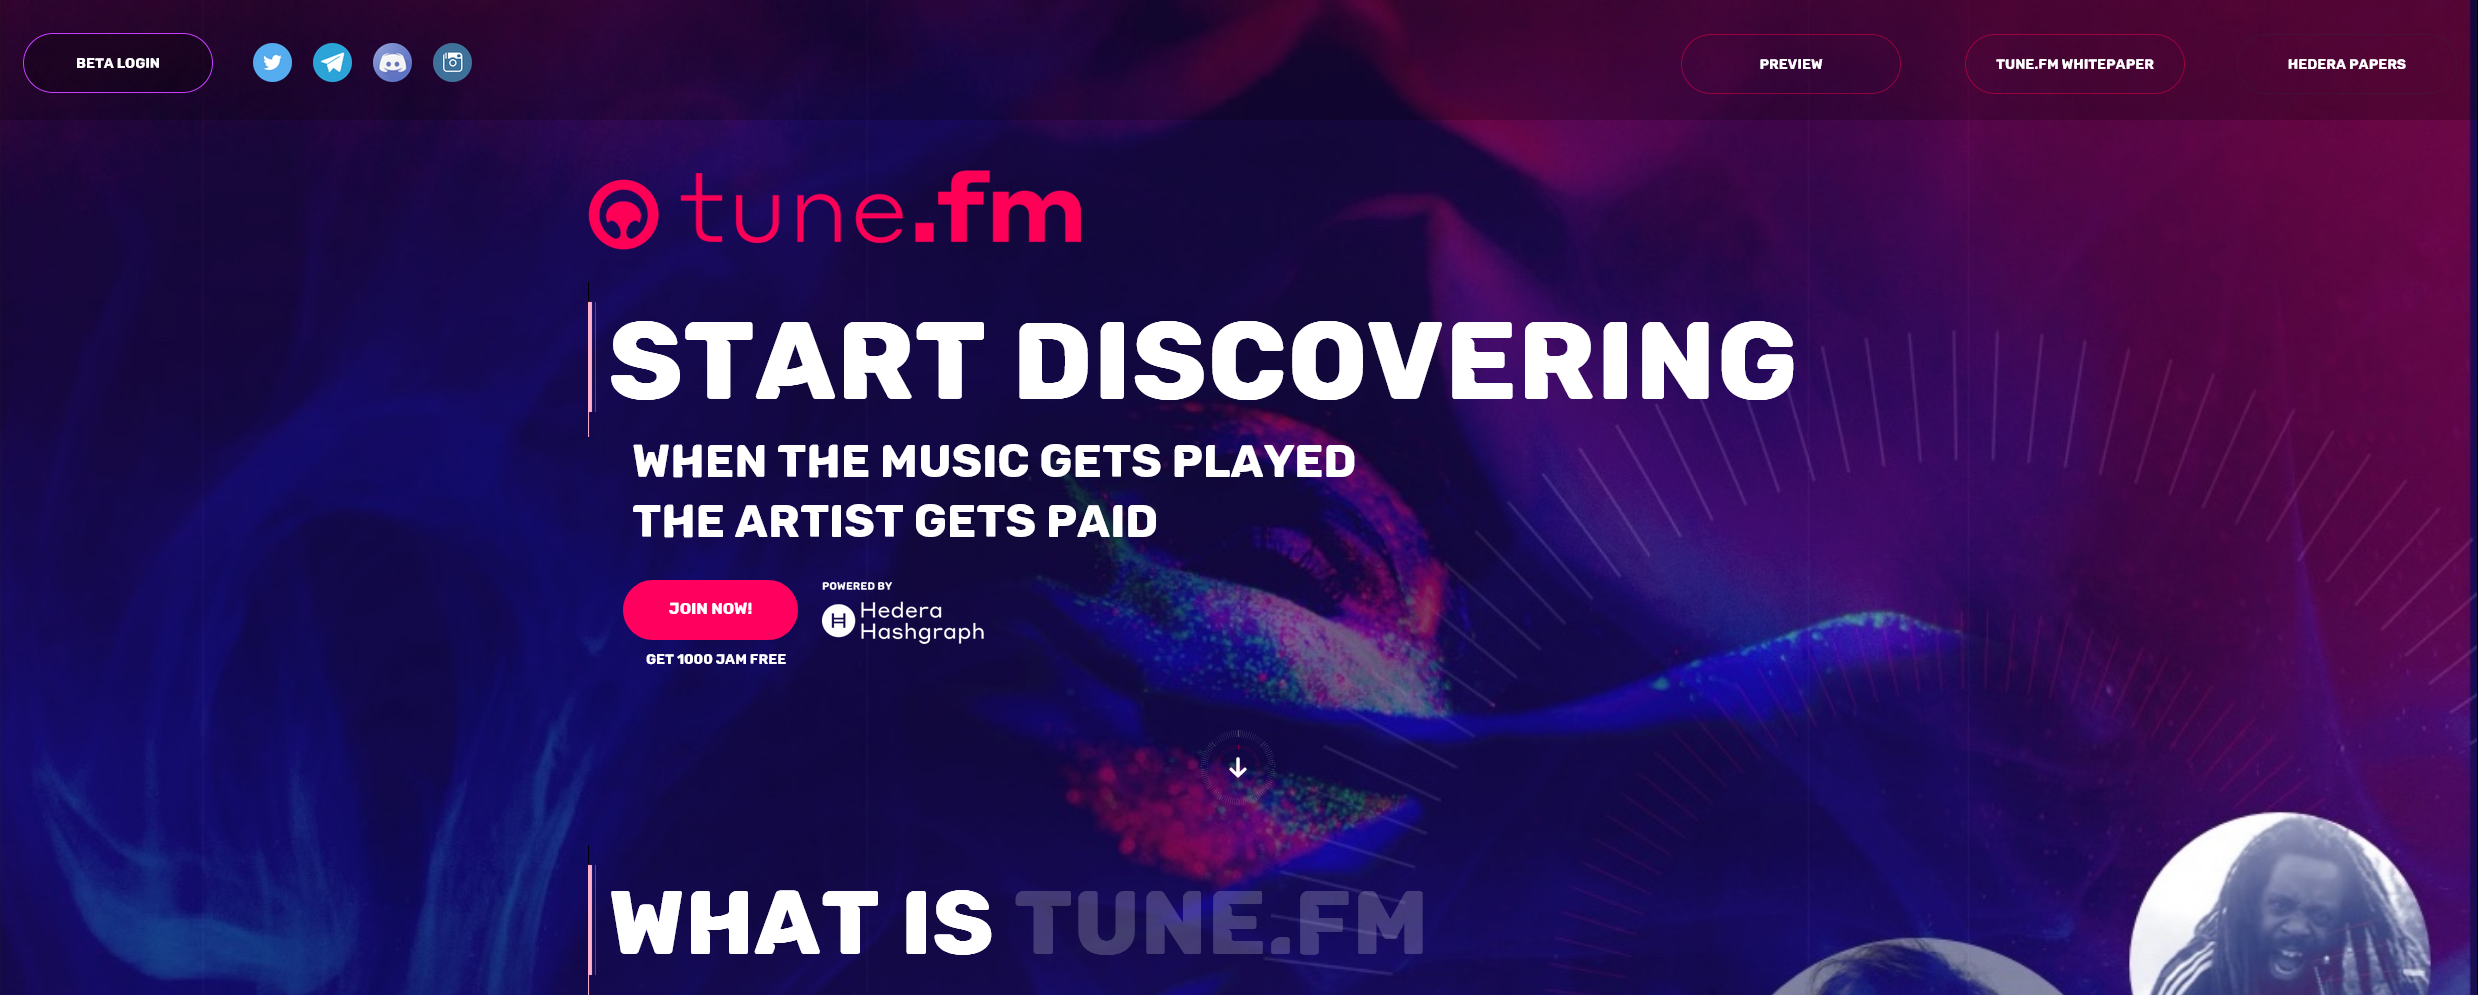 BETA LOGIN
PREVIEW
TUNE.FM WHITEPAPER
HEDERA PAPERS
tune.fm
START DISCOVERING
WHEN THE MUSIC GETS PLAYED
THE ARTIST GETS PAID
JOIN NOW!
GET 1000 JAM FREE
POWERED BY
Hedera
Hashgraph
WHAT IS TUNE.FM